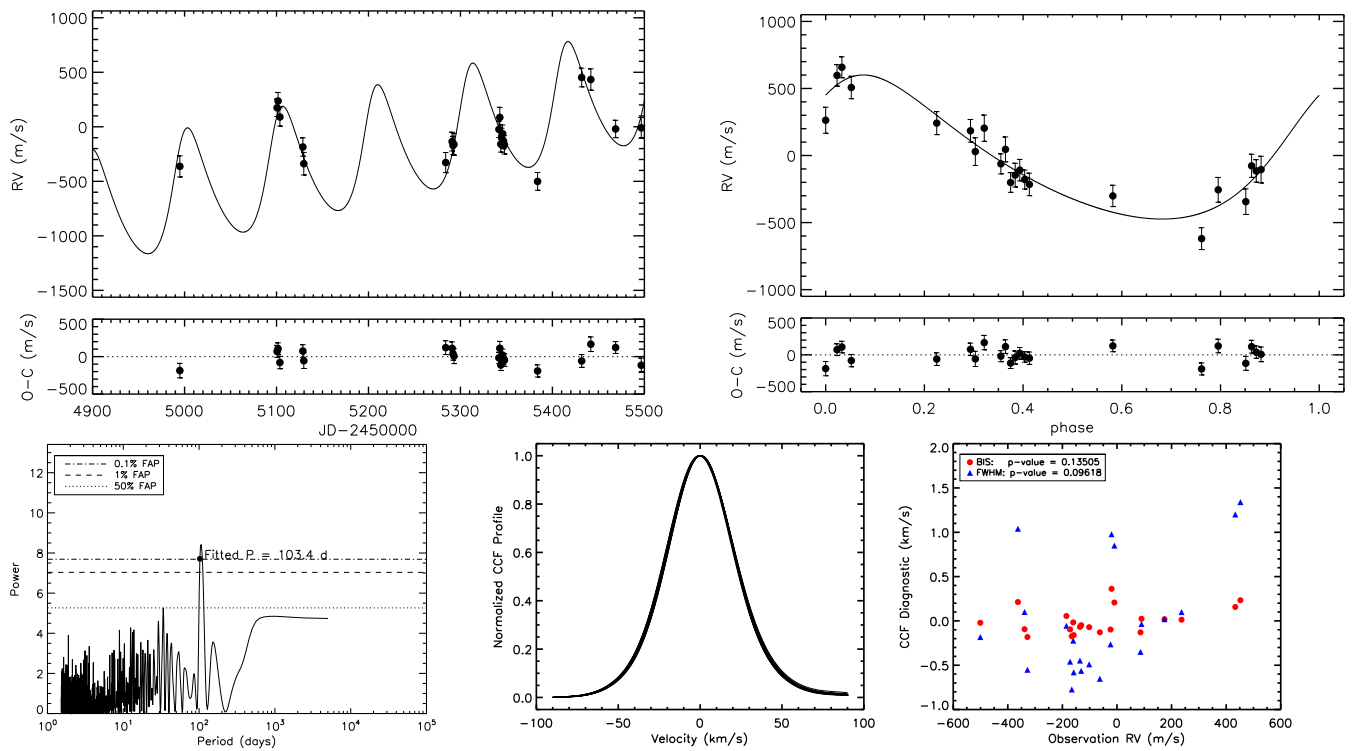 1000
500
0
−500
−1000
−1500
RV (m/s)
500
0
−500
O−C (m/s)
4900 5000 5100 5200 5300 5400 5500
JD−2450000
1000
500
0
−500
−1000
RV (m/s)
500
0
−500
O−C (m/s)
0.0 0.2 0.4 0.6 0.8 1.0
phase
0.1% FAP
1% FAP
50% FAP
Fitted P = 103.4 d
12
10
8
6
4
2
0
Power
10^0 10^1 10^2 10^3 10^4 10^5
Period (days)
1.0
0.8
0.6
0.4
0.2
0.0
Normalized CCF Profile
−100 −50 0 50 100
Velocity (km/s)
BIS: p−value = 0.13505
FWHM: p−value = 0.09618
2.0
1.5
1.0
0.5
0.0
−0.5
−1.0
CCF Diagnostic (km/s)
−600 −400 −200 0 200 400 600
Observation RV (m/s)